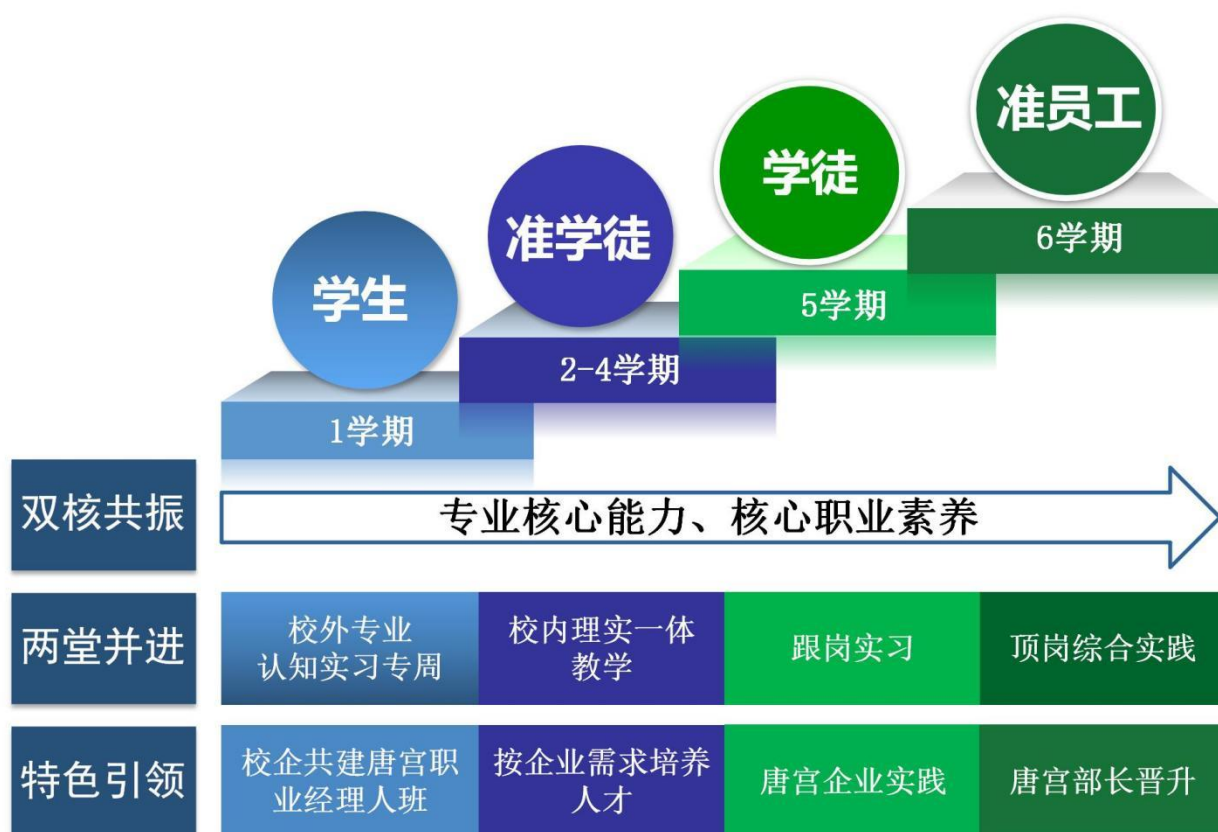 准员工
学徒
准学徒
学生
6学期
5学期
2-4学期
1学期
双核共振
专业核心能力、核心职业素养
两堂并进
校外专业
认知实习专周
校内理实一体
教学
跟岗实习
顶岗综合实践
特色引领
校企共建唐宫职
业经理人班
按企业需求培养
人才
唐宫企业实践
唐宫部长晋升